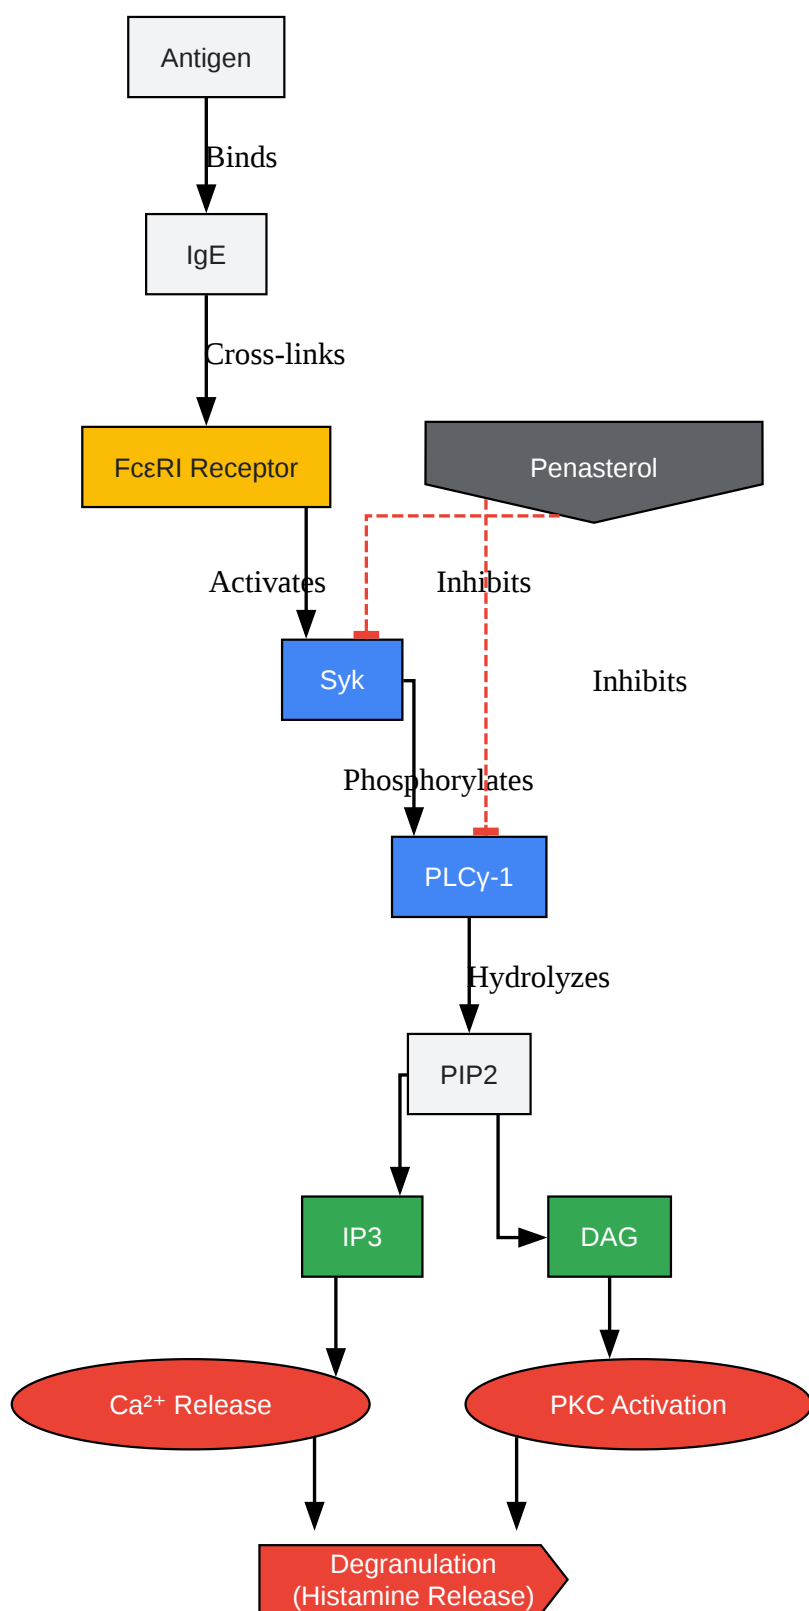 Antigen
Binds
IgE
Cross-links
FcεRI Receptor
Penasterol
Activates
Inhibits
Syk
Inhibits
Phosphorylates
PLCγ-1
Hydrolyzes
PIP2
IP3
DAG
Ca²⁺ Release
PKC Activation
Degranulation
(Histamine Release)